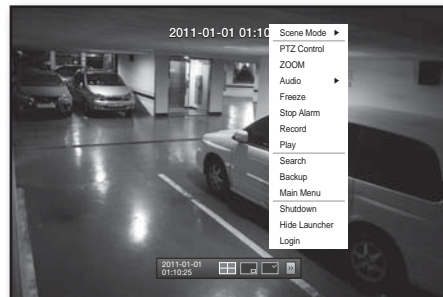 2011-01-01 01:10
Scene Mode
PTZ Control
ZOOM
Audio
Freeze
Stop Alarm
Record
Play
Search
Backup
Main Menu
Shutdown
Hide Launcher
Login
2011-01-01
01:10:25